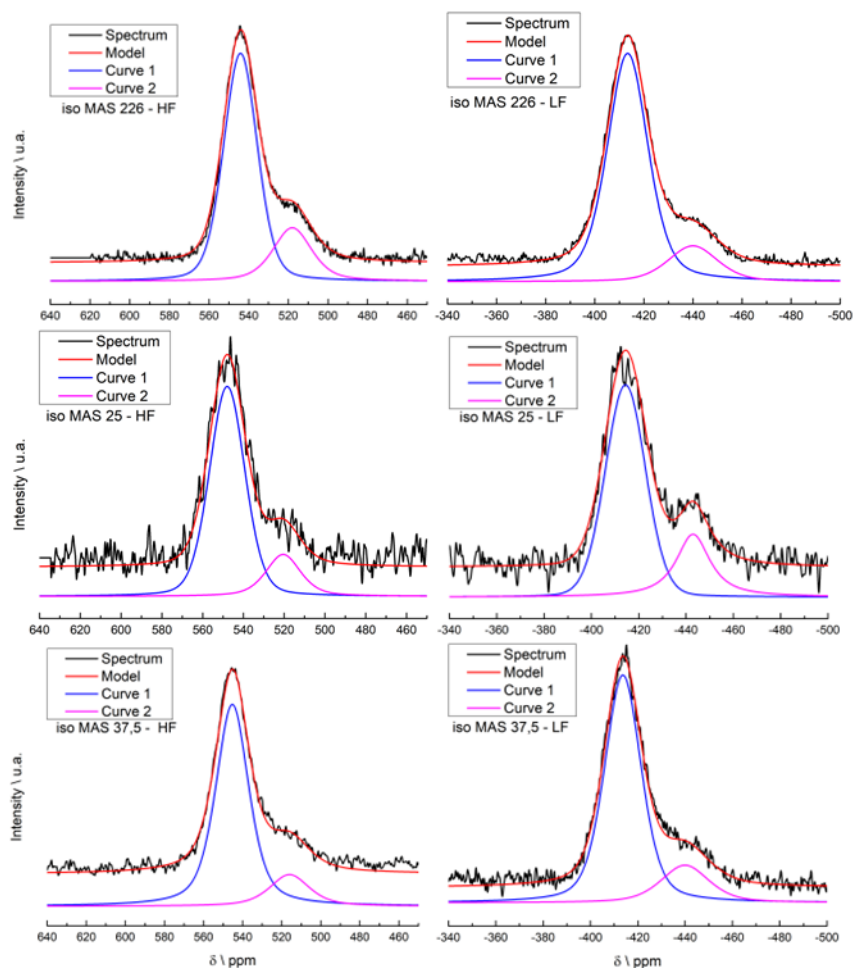 Spectrum
Model
Curve 1
Curve 2
iso MAS 226 - HF
Intensity \ u.a.
640 620 600 580 560 540 520 500 480 460
Spectrum
Model
Curve 1
Curve 2
iso MAS 226 - LF
-340 -360 -380 -400 -420 -440 -460 -480 -500
Spectrum
Model
Curve 1
Curve 2
iso MAS 25 - HF
Intensity \ u.a.
640 620 600 580 560 540 520 500 480 460
Spectrum
Model
Curve 1
Curve 2
iso MAS 25 - LF
-340 -360 -380 -400 -420 -440 -460 -480 -500
Spectrum
Model
Curve 1
Curve 2
iso MAS 37,5 - HF
Intensity \ u.a.
640 620 600 580 560 540 520 500 480 460
δ \ ppm
Spectrum
Model
Curve 1
Curve 2
iso MAS 37,5 - LF
-340 -360 -380 -400 -420 -440 -460 -480 -500
δ \ ppm